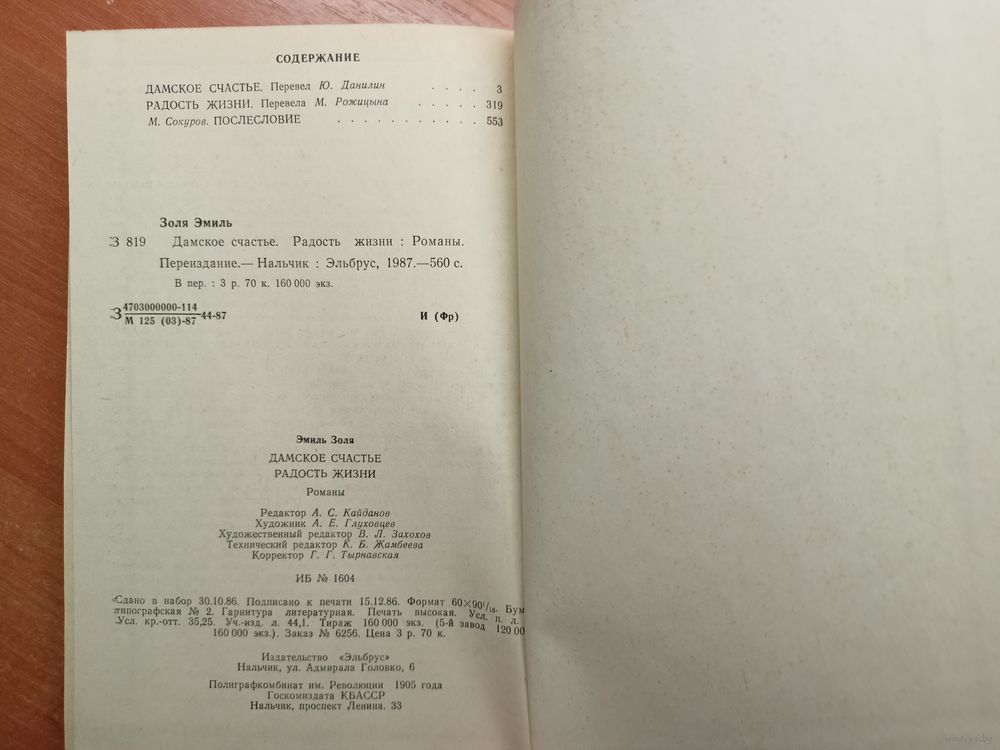 СОДЕРЖАНИЕ
ДАМСКОЕ СЧАСТЬЕ. Перевел Ю. Данилин . . . . 3
РАДОСТЬ ЖИЗНИ. Перевела М. Рожицына . . . . . 319
М. Сокуров. ПОСЛЕСЛОВИЕ . . . . . . . . . . . 553
Золя Эмиль
З 819 Дамское счастье. Радость жизни : Романы.
Переиздание.— Нальчик : Эльбрус, 1987.—560 с.
В пер. : 3 р. 70 к. 160 000 экз.
4703000000-114
З М 125 (03)-87 44-87 И (Фр)
Эмиль Золя
ДАМСКОЕ СЧАСТЬЕ
РАДОСТЬ ЖИЗНИ
Романы
Редактор А. С. Кайданов
Художник А. Е. Глуховцев
Художественный редактор В. Л. Захохов
Технический редактор К. Б. Жамбеева
Корректор Г. Г. Тырнавская
ИБ № 1604
Сдано в набор 30.10.86. Подписано к печати 15.12.86. Формат 60×90¹/₁₆. Бум
типографская № 2. Гарнитура литературная. Печать высокая. Усл. п. л.
Усл. кр.-отт. 35,25. Уч.-изд. л. 44,1. Тираж 160 000 экз. (5-й завод 120 00
160 000 экз.). Заказ № 6256. Цена 3 р. 70 к.
Издательство «Эльбрус»
Нальчик, ул. Адмирала Головко, 6
Полиграфкомбинат им. Революции 1905 года
Госкомиздата КБАССР
Нальчик, проспект Ленина. 33